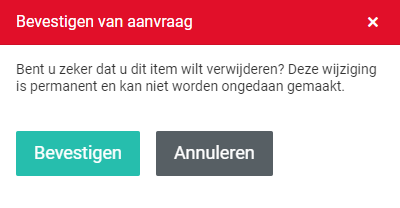 Bevestigen van aanvraag
Bent u zeker dat u dit item wilt verwijderen? Deze wijziging
is permanent en kan niet worden ongedaan gemaakt.
Bevestigen
Annuleren